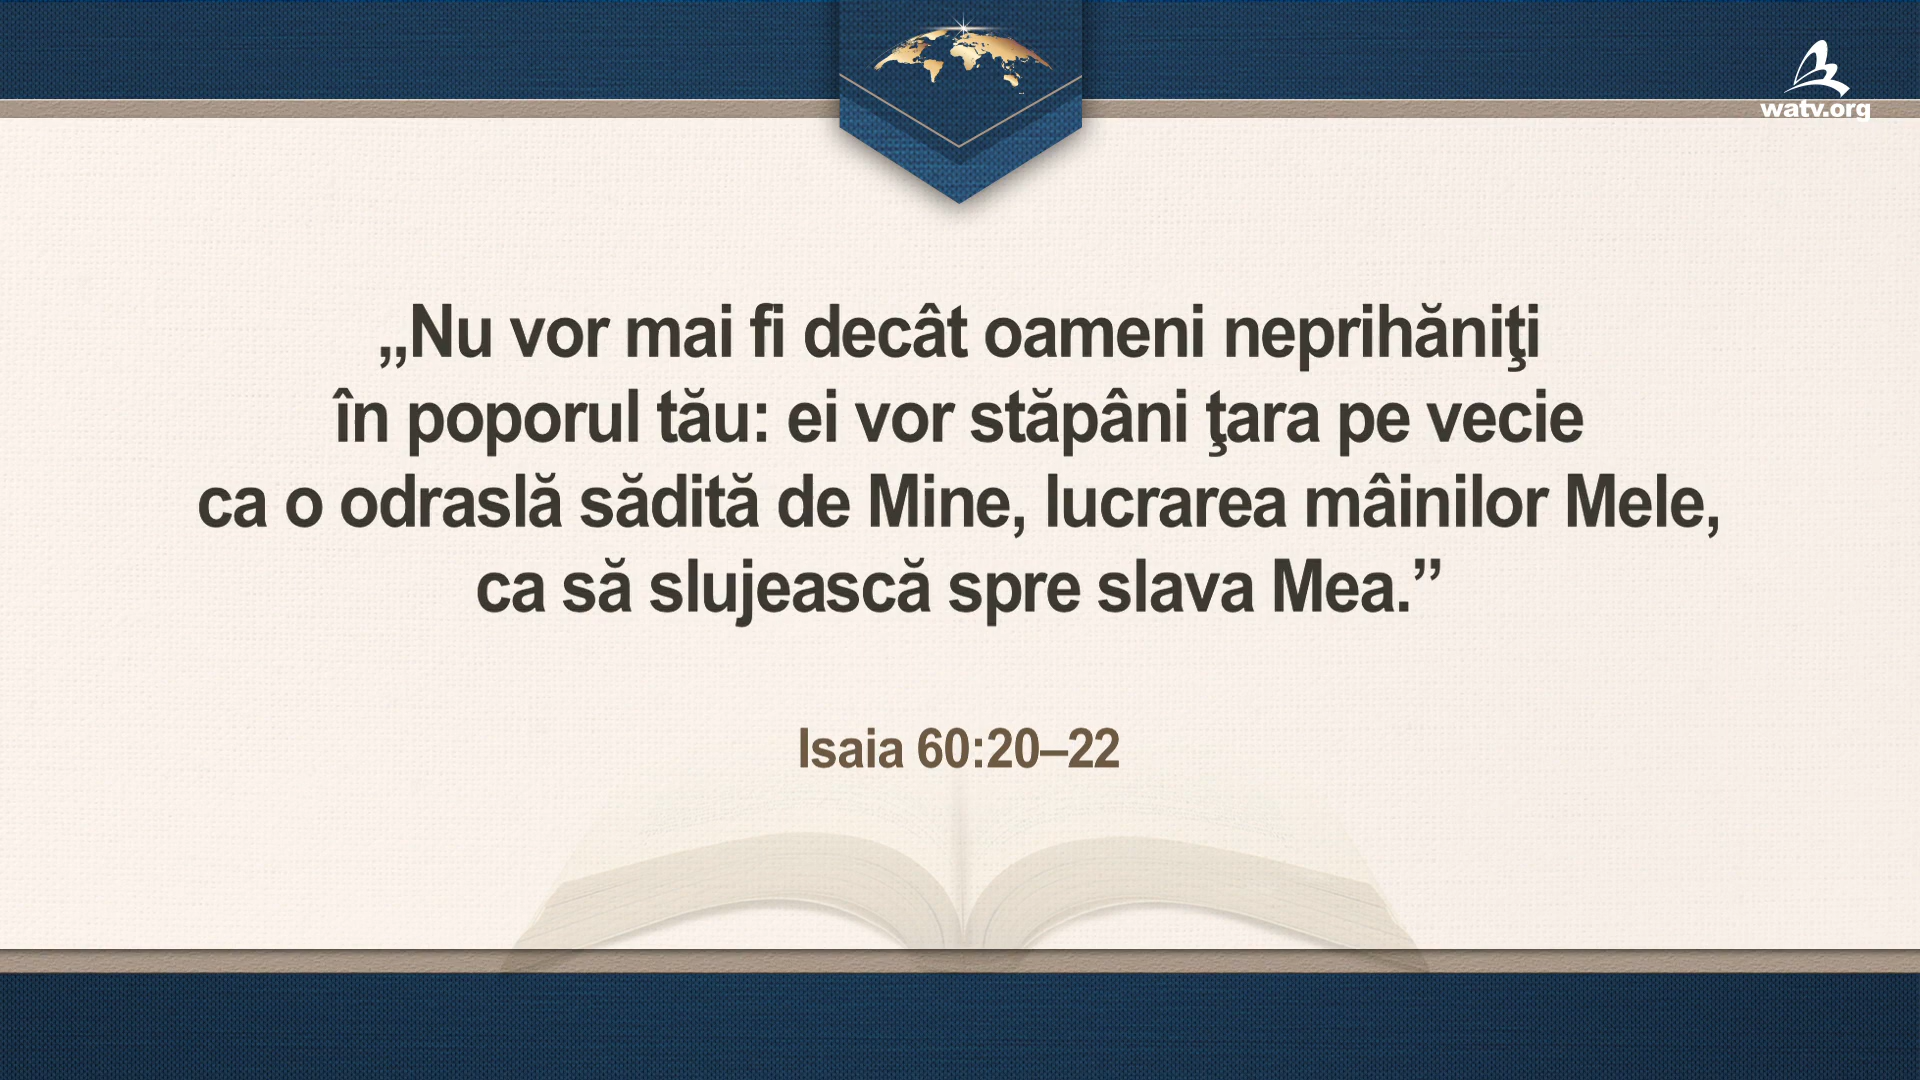 watv.org
„Nu vor mai fi decât oameni neprihăniţi
în poporul tău: ei vor stăpâni ţara pe vecie
ca o odraslă sădită de Mine, lucrarea mâinilor Mele,
ca să slujească spre slava Mea.”
Isaia 60:20–22